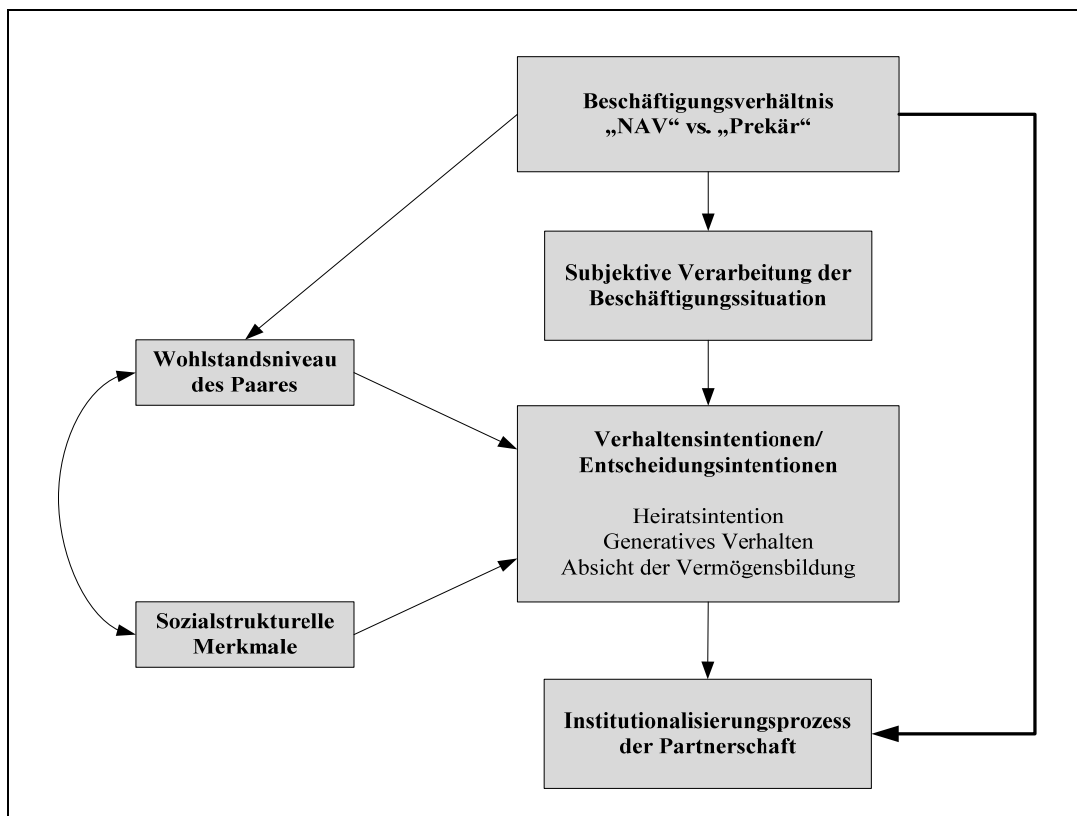 Beschäftigungsverhältnis
„NAV“ vs. „Prekär“
Subjektive Verarbeitung der
Beschäftigungssituation
Wohlstandsniveau
des Paares
Verhaltensintentionen/
Entscheidungsintentionen
Heiratsintention
Generatives Verhalten
Absicht der Vermögensbildung
Sozialstrukturelle
Merkmale
Institutionalisierungsprozess
der Partnerschaft